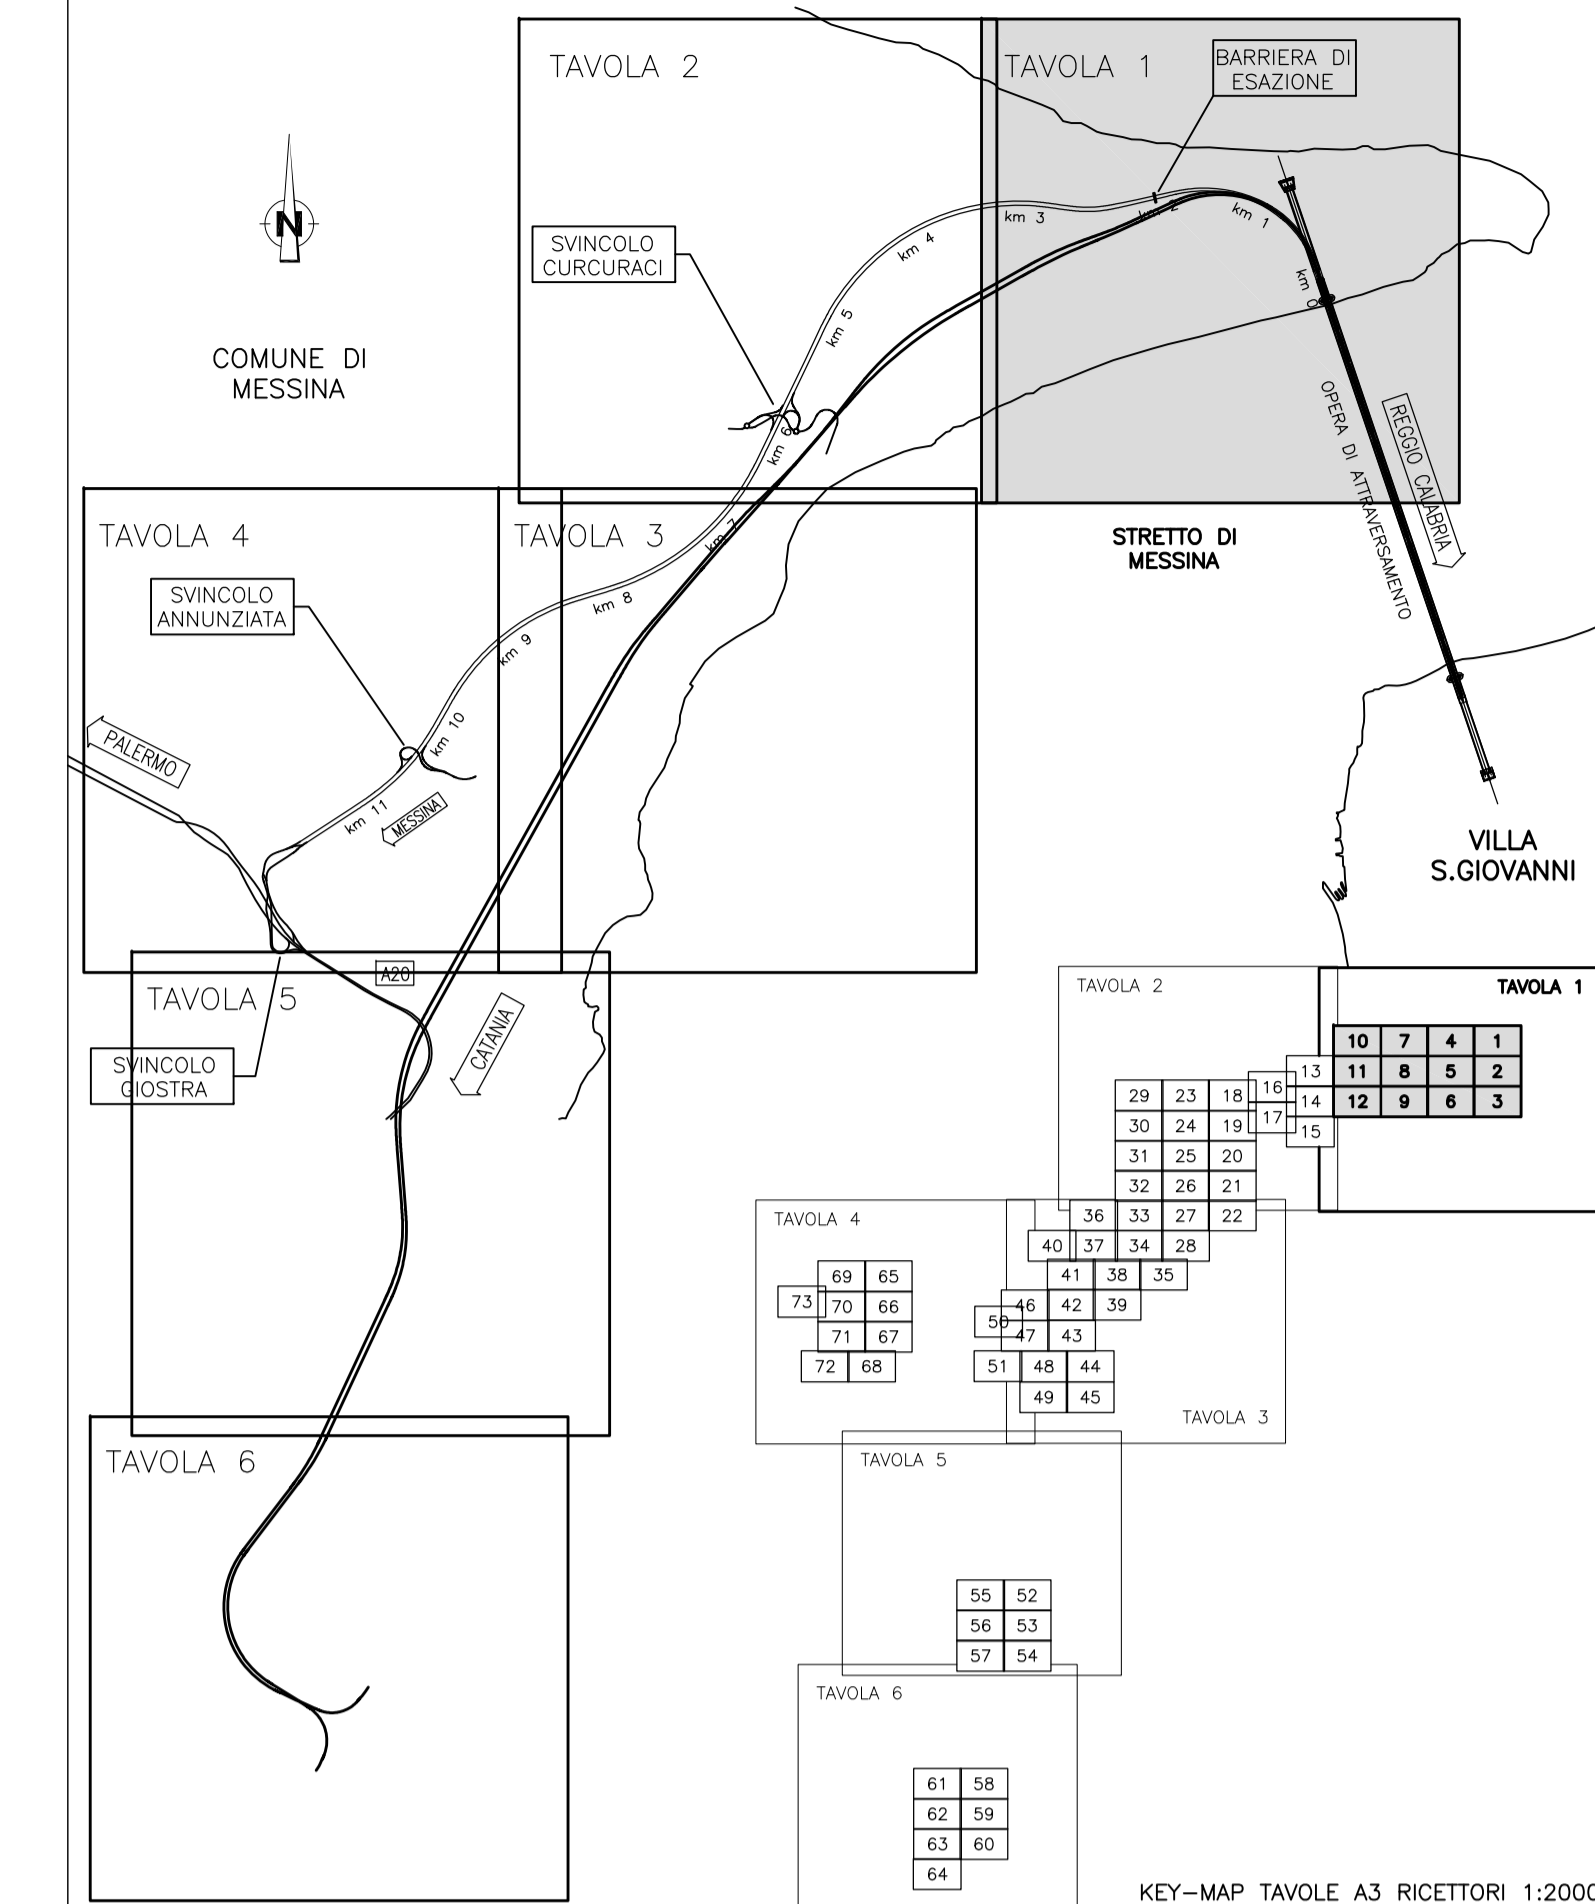 TAVOLA 2
TAVOLA 1
BARRIERA DI
ESAZIONE
N
SVINCOLO
CURCURACI
km 0
km 1
km 2
km 3
km 4
km 5
km 6
km 7
km 8
km 9
km 10
km 11
COMUNE DI
MESSINA
OPERA DI ATTRAVERSAMENTO
REGGIO CALABRIA
STRETTO DI
MESSINA
TAVOLA 4
TAVOLA 3
SVINCOLO
ANNUNZIATA
PALERMO
MESSINA
VILLA
S.GIOVANNI
A20
TAVOLA 5
CATANIA
SVINCOLO
GIOSTRA
TAVOLA 6
TAVOLA 2
TAVOLA 1
10 7 4 1
13 11 8 5 2
16 14 12 9 6 3
17 15
29 23 18
30 24 19
31 25 20
32 26 21
36 33 27 22
40 37 34 28
41 38 35
46 42 39
50 47 43
51 48 44
49 45
TAVOLA 3
TAVOLA 4
69 65
73 70 66
71 67
72 68
TAVOLA 5
55 52
56 53
57 54
TAVOLA 6
61 58
62 59
63 60
64
KEY-MAP TAVOLE A3 RICETTORI 1:2000